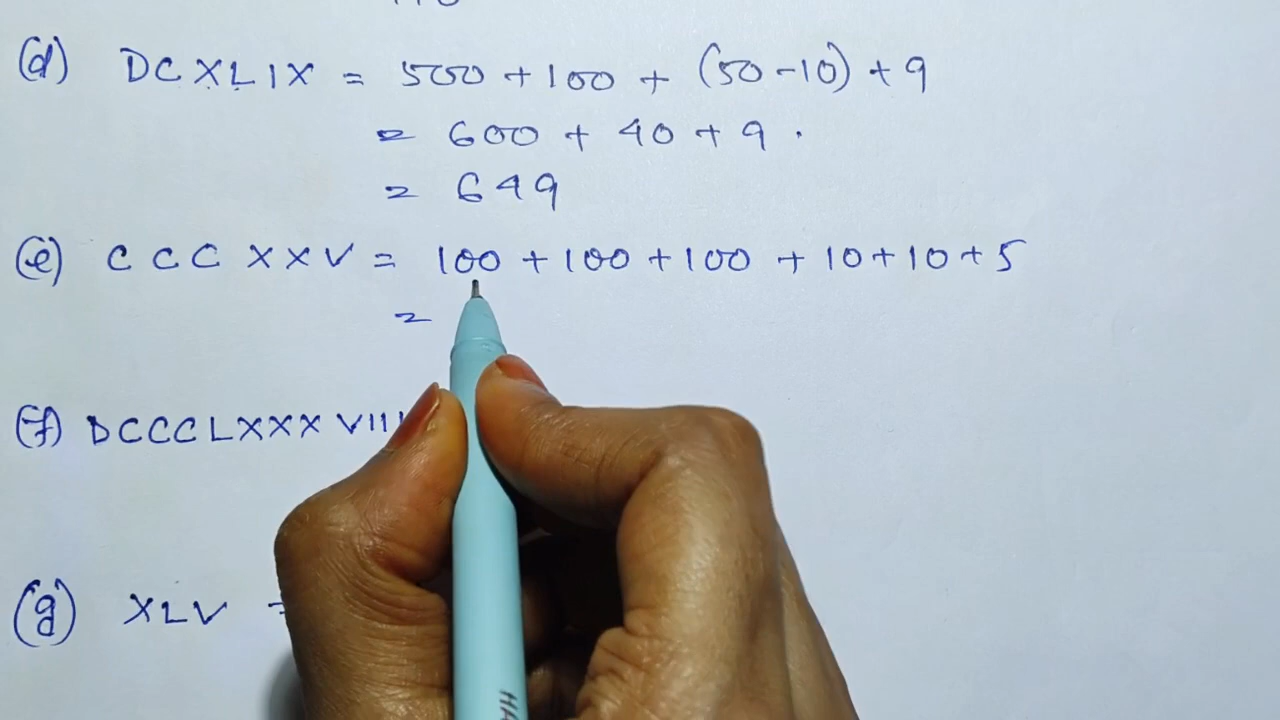 (d) DCXLIX = 500 + 100 + (50 - 10) + 9
= 600 + 40 + 9 .
= 649
(e) CCCXXV = 100 + 100 + 100 + 10 + 10 + 5
=
(f) DCCCLXXXVIII
(g) XLV =
HA